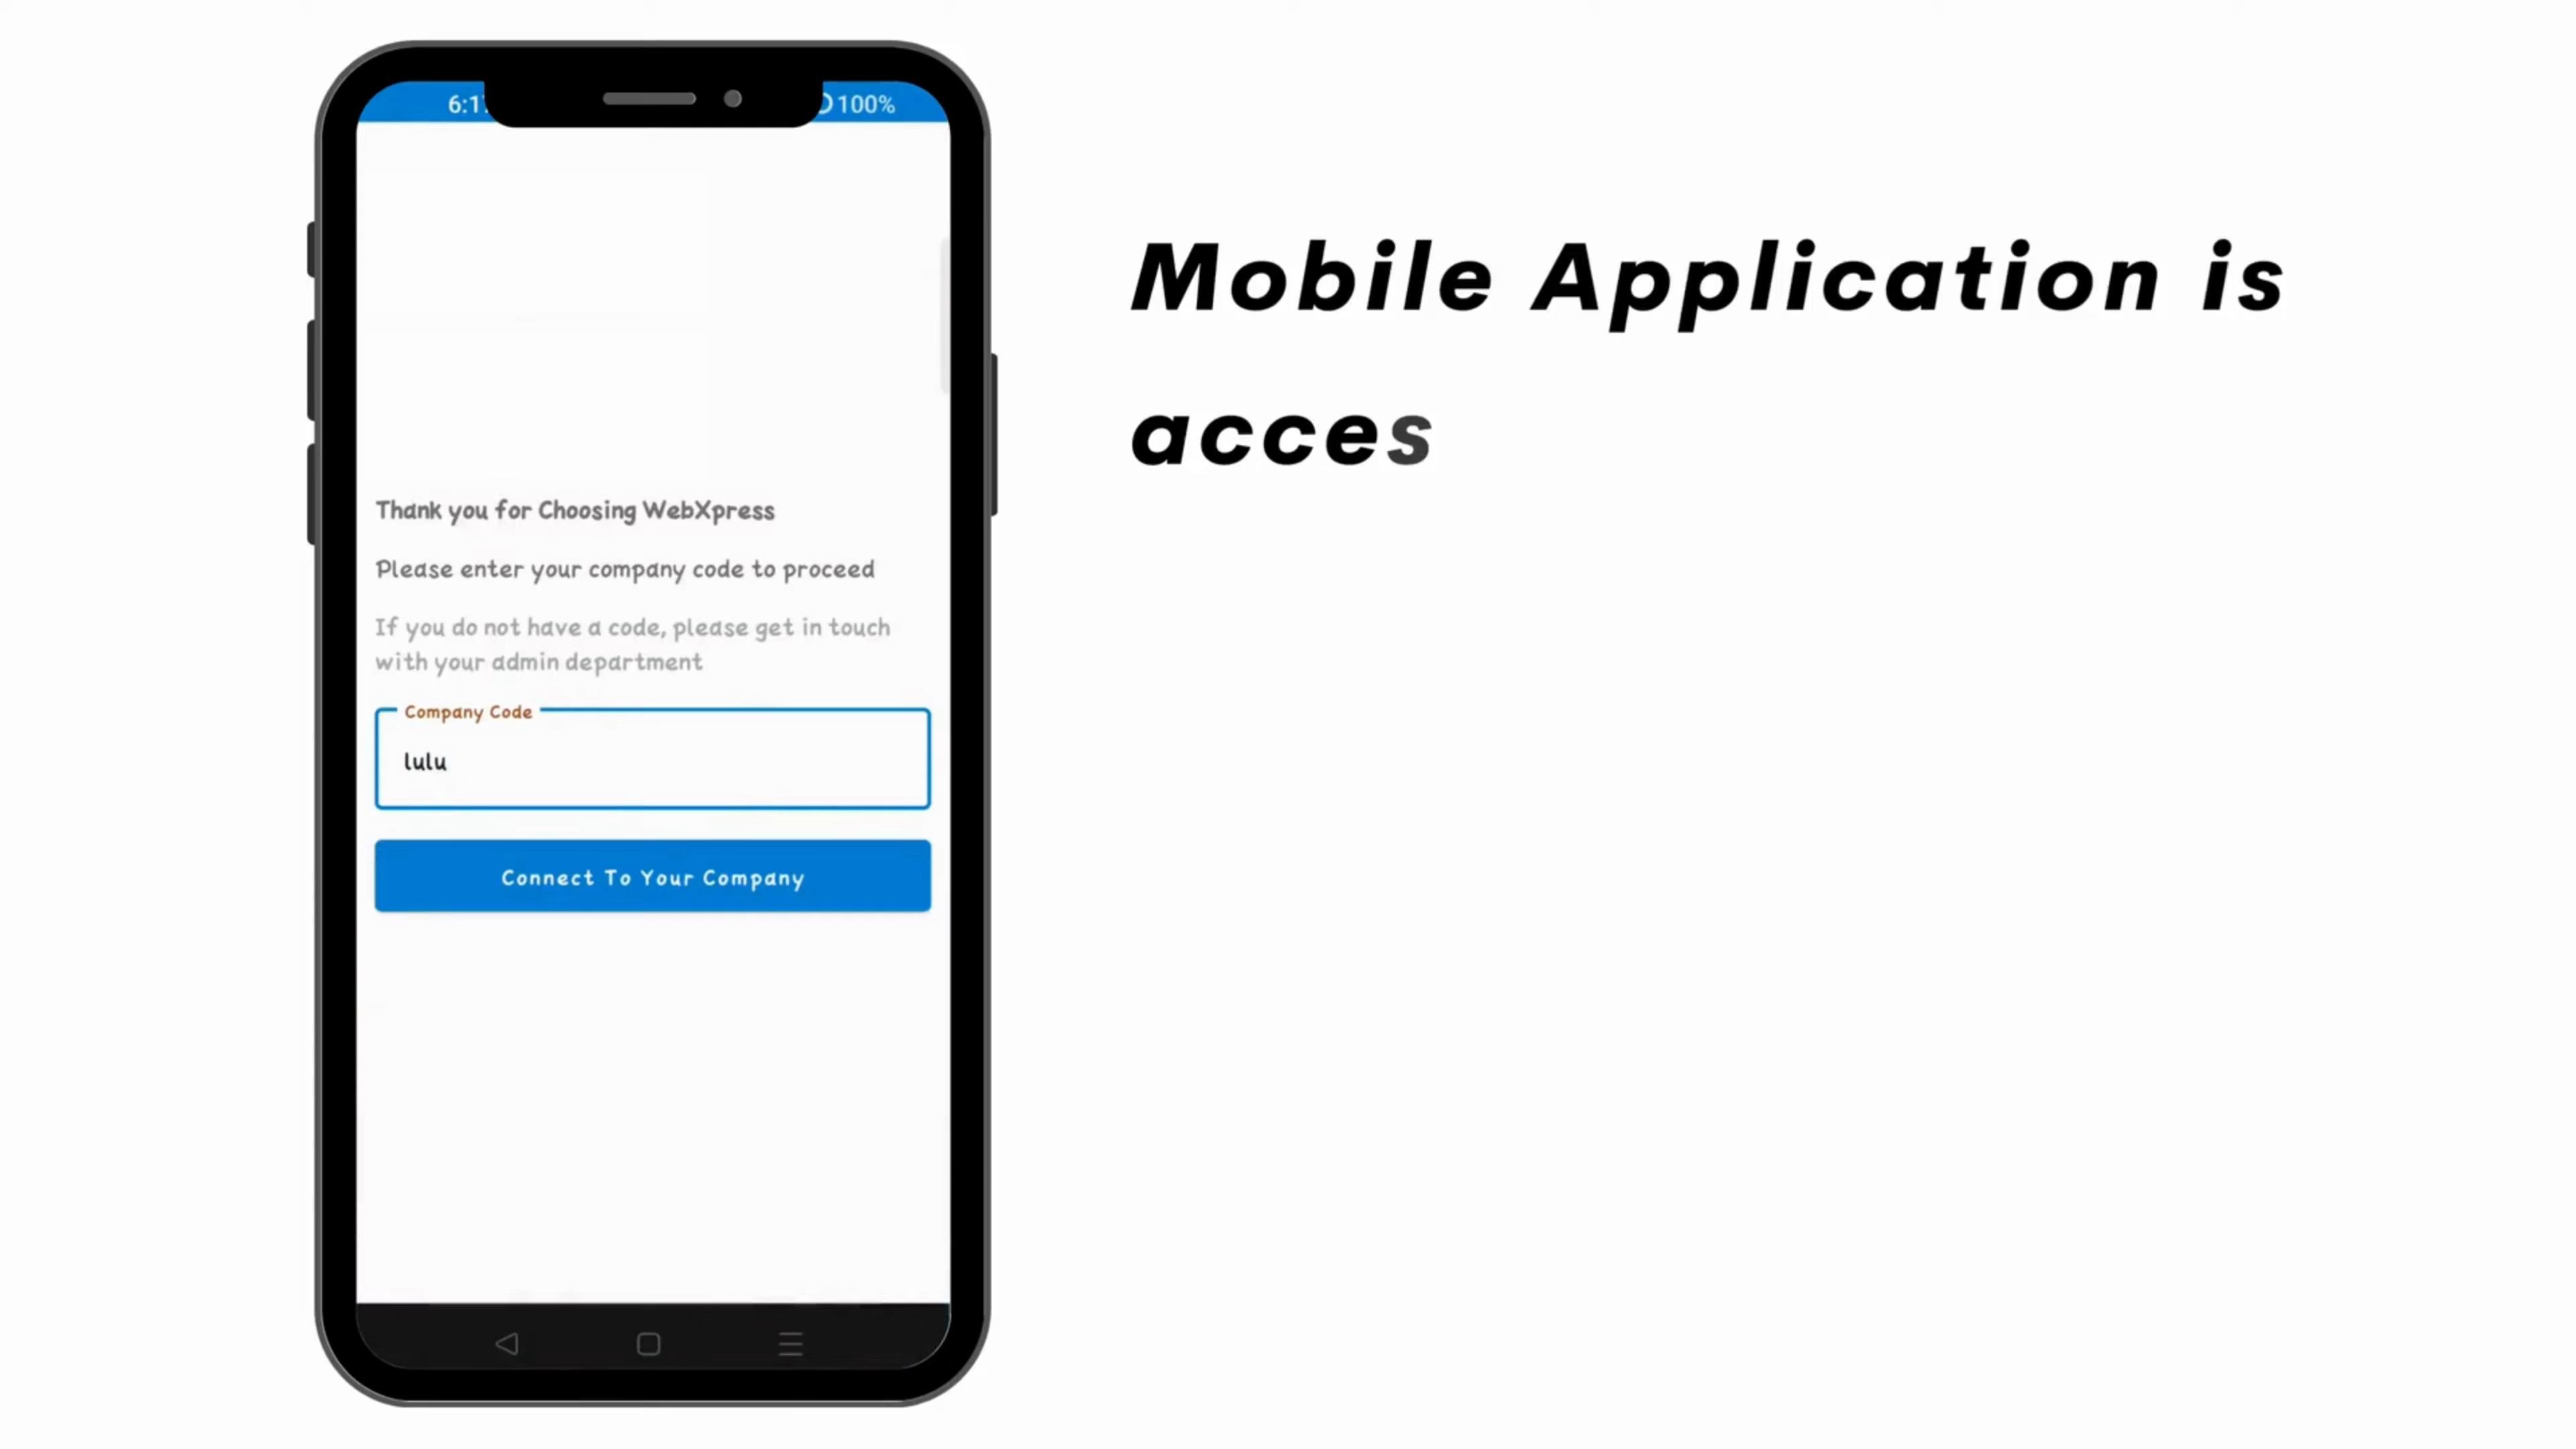 100%
Mobile Application is
acces
Thank you for Choosing WebXpress
Please enter your company code to proceed
If you do not have a code, please get in touch
with your admin department
Company Code
lulu
Connect To Your Company